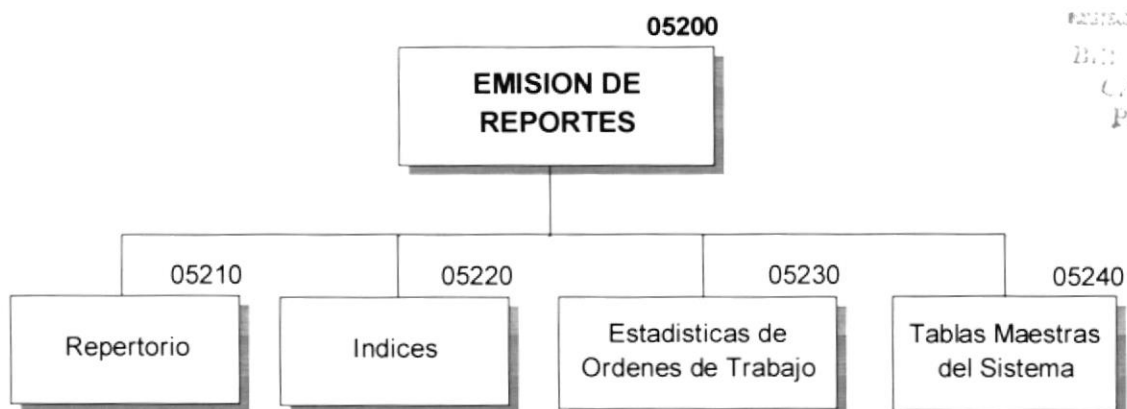 05200
EMISION DE
REPORTES
05210
05220
05230
05240
Repertorio
Indices
Estadisticas de
Ordenes de Trabajo
Tablas Maestras
del Sistema